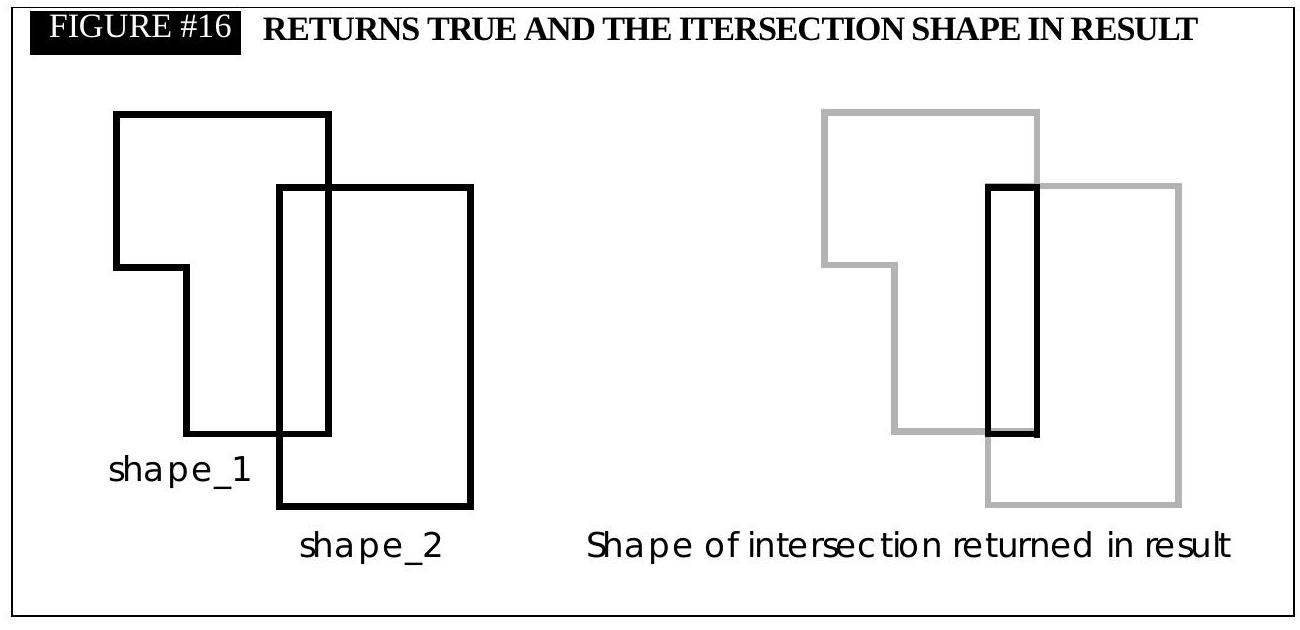 FIGURE #16 RETURNS TRUE AND THE ITERSECTION SHAPE IN RESULT
shape_1
shape_2 Shape of intersection returned in result